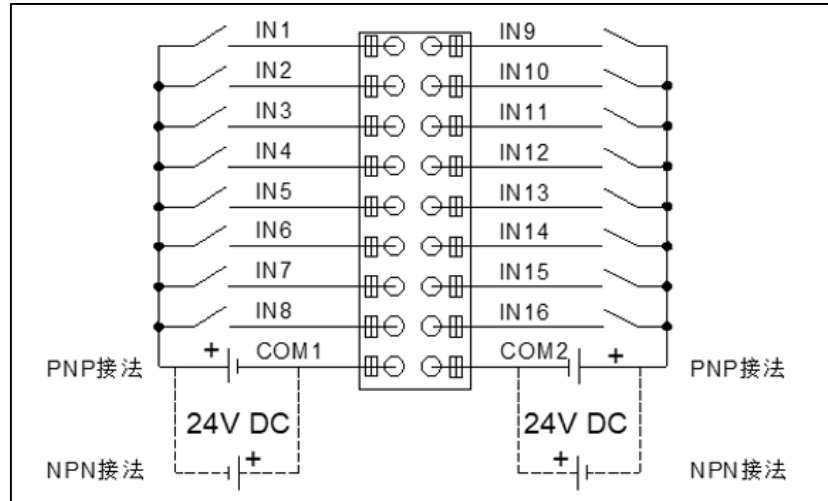 IN1 IN9
IN2 IN10
IN3 IN11
IN4 IN12
IN5 IN13
IN6 IN14
IN7 IN15
IN8 IN16
PNP接法 + COM1 COM2 + PNP接法
24V DC 24V DC
NPN接法 + + NPN接法